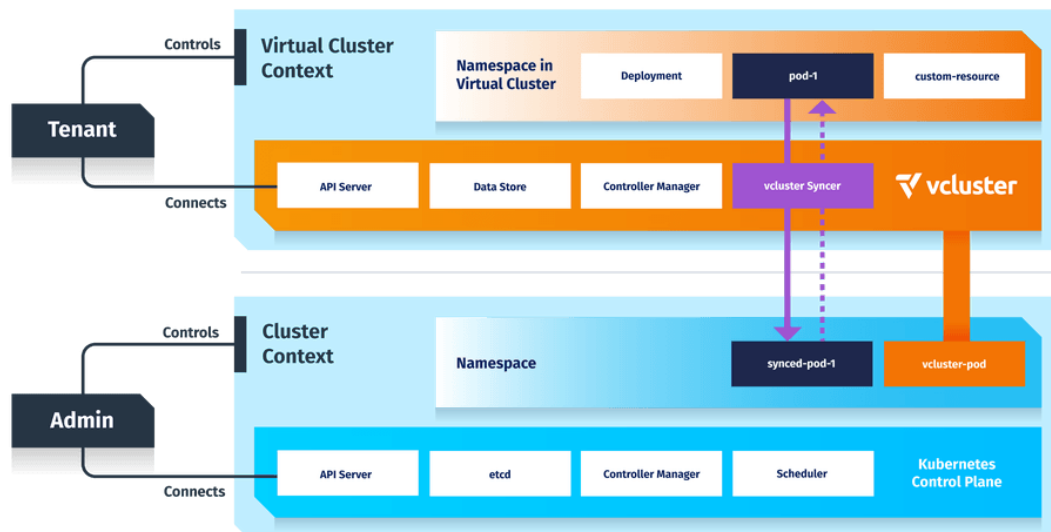 Controls
Virtual Cluster
Context
Namespace in
Virtual Cluster
Deployment
pod-1
custom-resource
Tenant
API Server
Data Store
Controller Manager
vcluster Syncer
vcluster
Connects
Controls
Cluster
Context
Namespace
synced-pod-1
vcluster-pod
Admin
API Server
etcd
Controller Manager
Scheduler
Kubernetes
Control Plane
Connects